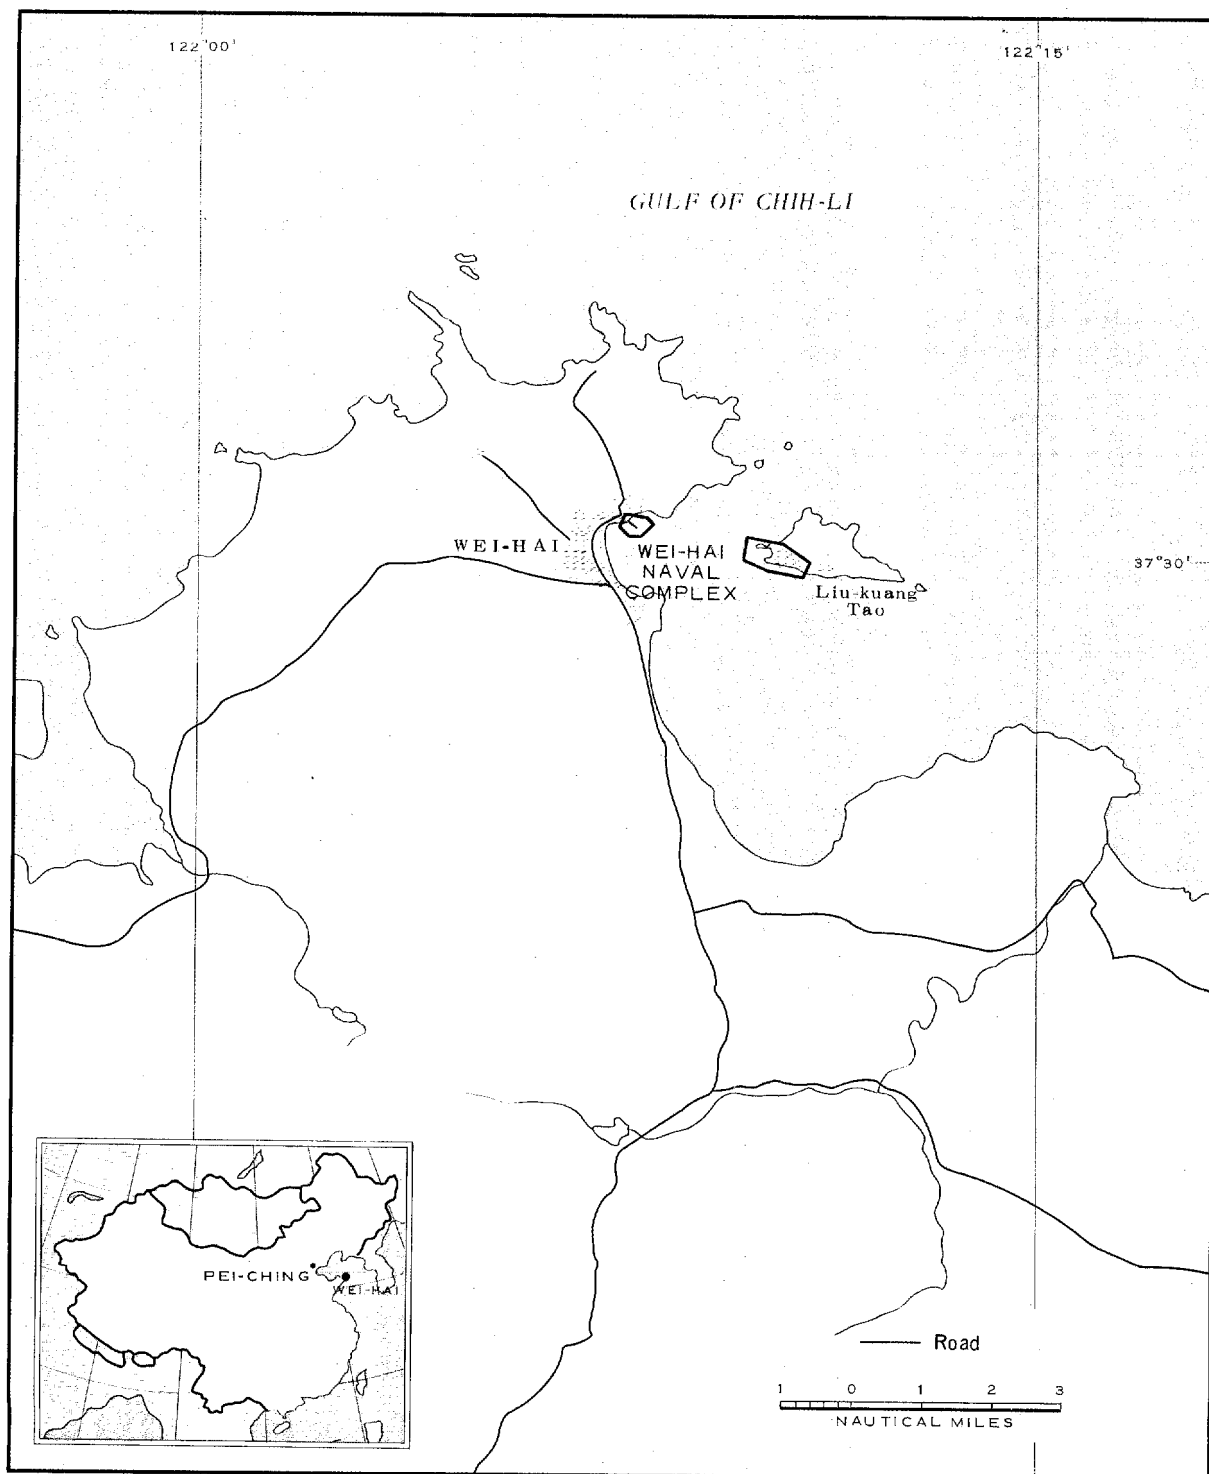 122°00'
122°15'
GULF OF CHIH-LI
WEI-HAI
WEI-HAI
NAVAL
COMPLEX
37°30'
Liu-kuang
Tao
PEI-CHING
WEI-HAI
Road
1 0 1 2 3
NAUTICAL MILES